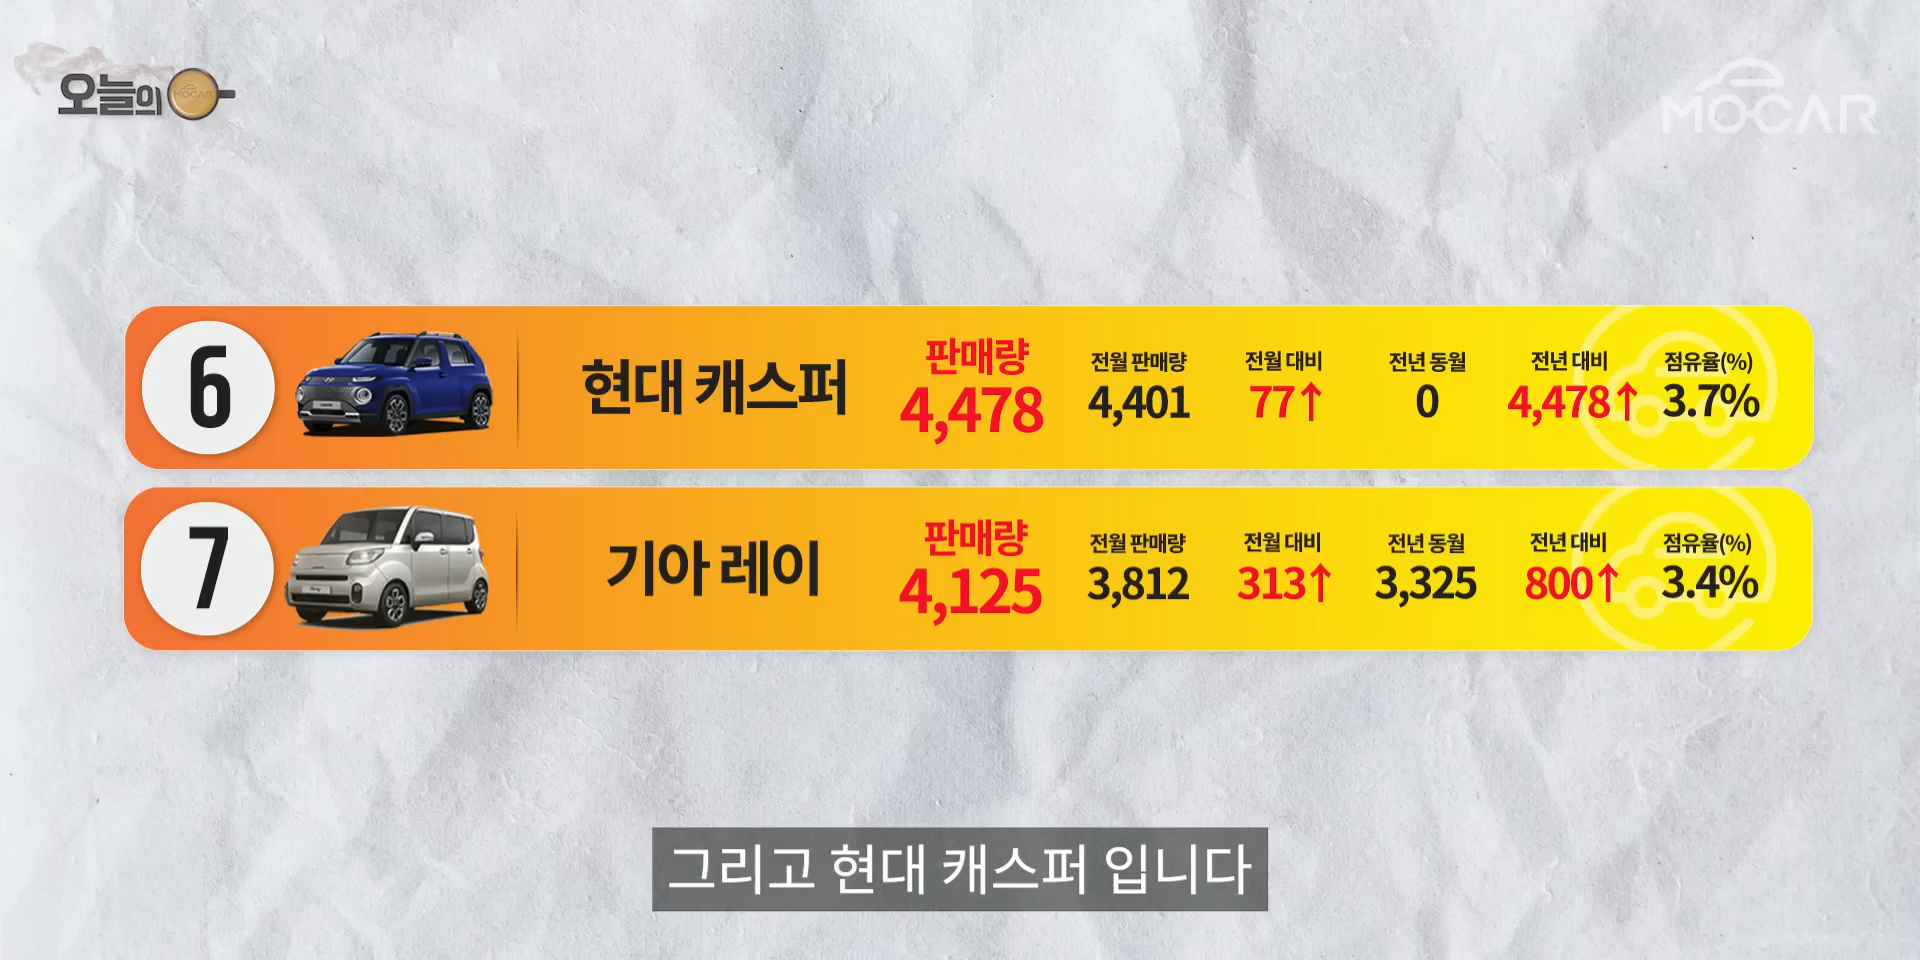 오늘의
MOCAR
MOCAR
6
현대 캐스퍼
판매량
4,478
전월 판매량
4,401
전월 대비
77↑
전년 동월
0
전년 대비
4,478↑
점유율(%)
3.7%
7
기아 레이
판매량
4,125
전월 판매량
3,812
전월 대비
313↑
전년 동월
3,325
전년 대비
800↑
점유율(%)
3.4%
그리고 현대 캐스퍼 입니다